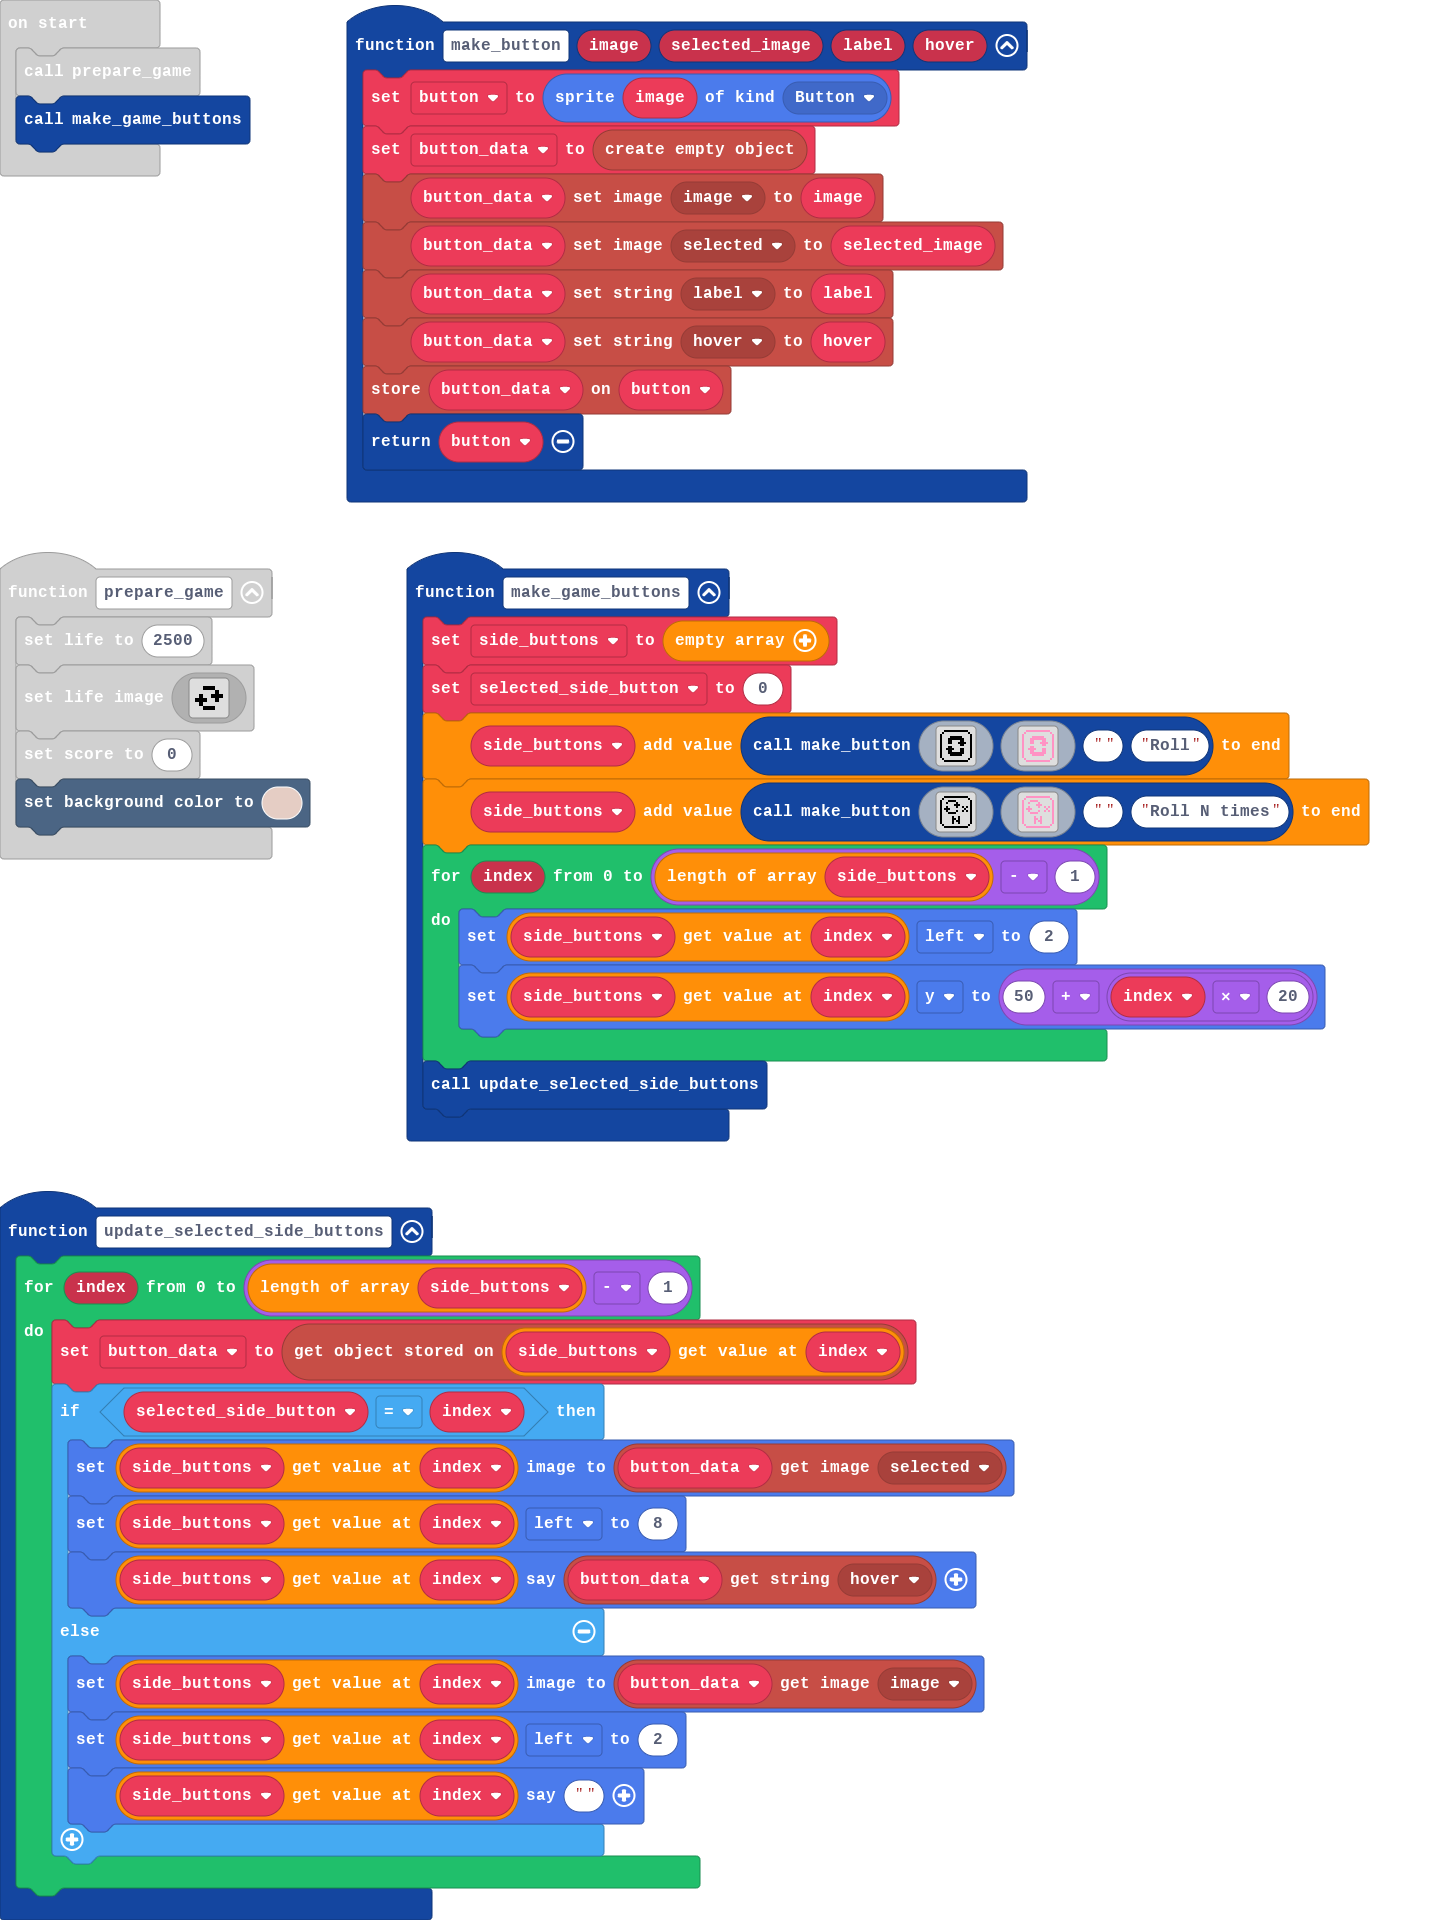 on start
call prepare_game
call make_game_buttons
function make_button image selected_image label hover
set button to sprite image of kind Button
set button_data to create empty object
button_data set image image to image
button_data set image selected to selected_image
button_data set string label to label
button_data set string hover to hover
store button_data on button
return button
function prepare_game
set life to 2500
set life image
set score to 0
set background color to
function make_game_buttons
set side_buttons to empty array
set selected_side_button to 0
side_buttons add value call make_button "" "Roll" to end
side_buttons add value call make_button N "" "Roll N times" to end
for index from 0 to length of array side_buttons - 1
do
set side_buttons get value at index left to 2
set side_buttons get value at index y to 50 + index × 20
call update_selected_side_buttons
function update_selected_side_buttons
for index from 0 to length of array side_buttons - 1
do
set button_data to get object stored on side_buttons get value at index
if selected_side_button = index then
set side_buttons get value at index image to button_data get image selected
set side_buttons get value at index left to 8
side_buttons get value at index say button_data get string hover
else
set side_buttons get value at index image to button_data get image image
set side_buttons get value at index left to 2
side_buttons get value at index say ""